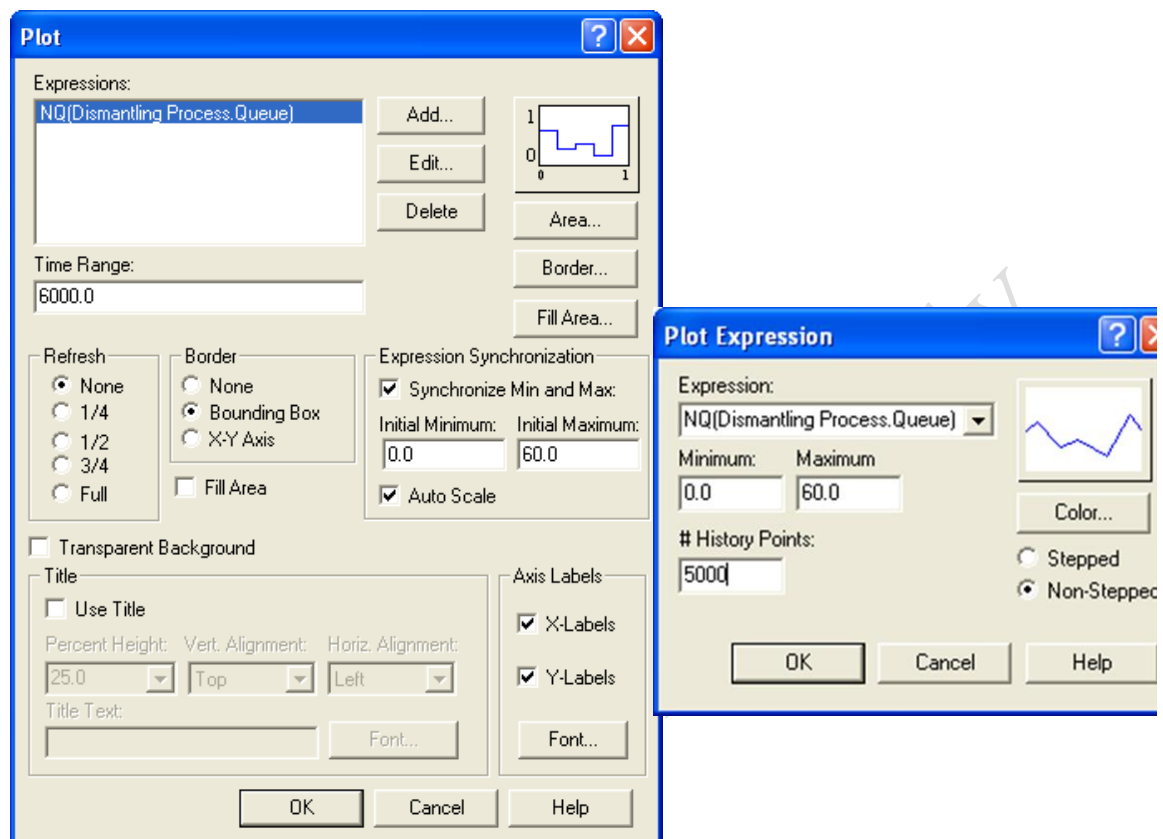 Plot
Expressions:
NQ(Dismantling Process.Queue)
Add...
Edit...
Delete
1
0
0 1
Area...
Border...
Fill Area...
Time Range:
6000.0
Refresh
None
1/4
1/2
3/4
Full
Border
None
Bounding Box
X-Y Axis
Fill Area
Expression Synchronization
Synchronize Min and Max:
Initial Minimum: Initial Maximum:
0.0 60.0
Auto Scale
Transparent Background
Title
Use Title
Percent Height: Vert. Alignment: Horiz. Alignment:
25.0 Top Left
Title Text:
Font...
Axis Labels
X-Labels
Y-Labels
Font...
OK Cancel Help
Plot Expression
Expression:
NQ(Dismantling Process.Queue)
Minimum: Maximum
0.0 60.0
# History Points:
5000
Color...
Stepped
Non-Stepped
OK Cancel Help